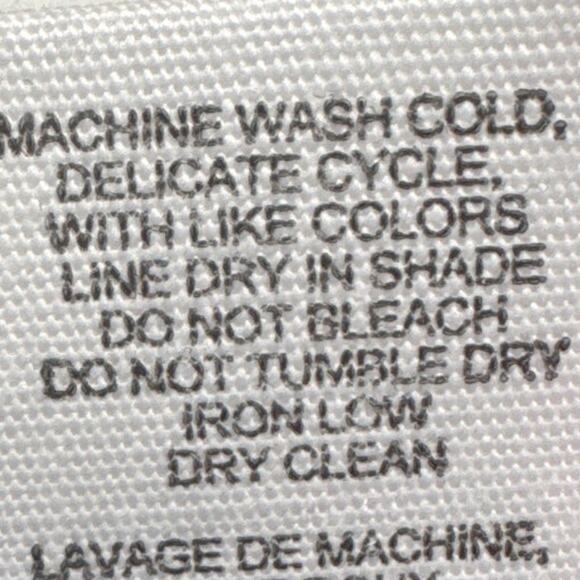 MACHINE WASH COLD,
DELICATE CYCLE,
WITH LIKE COLORS
LINE DRY IN SHADE
DO NOT BLEACH
DO NOT TUMBLE DRY
IRON LOW
DRY CLEAN
LAVAGE DE MACHINE,